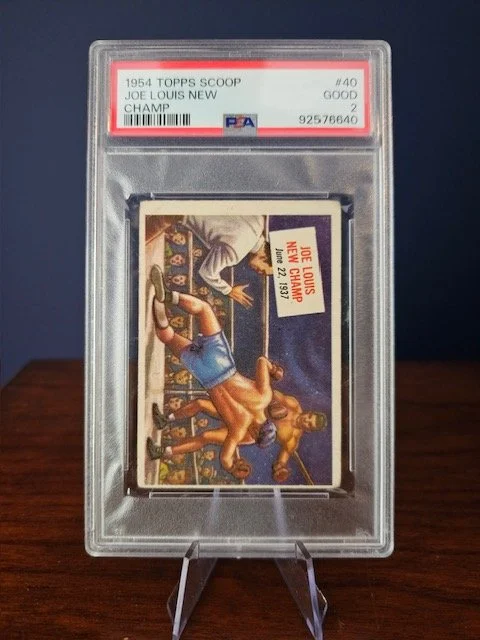 1954 TOPPS SCOOP #40
JOE LOUIS NEW GOOD
CHAMP 2
PSA 92576640
JOE LOUIS
NEW CHAMP
June 22, 1937